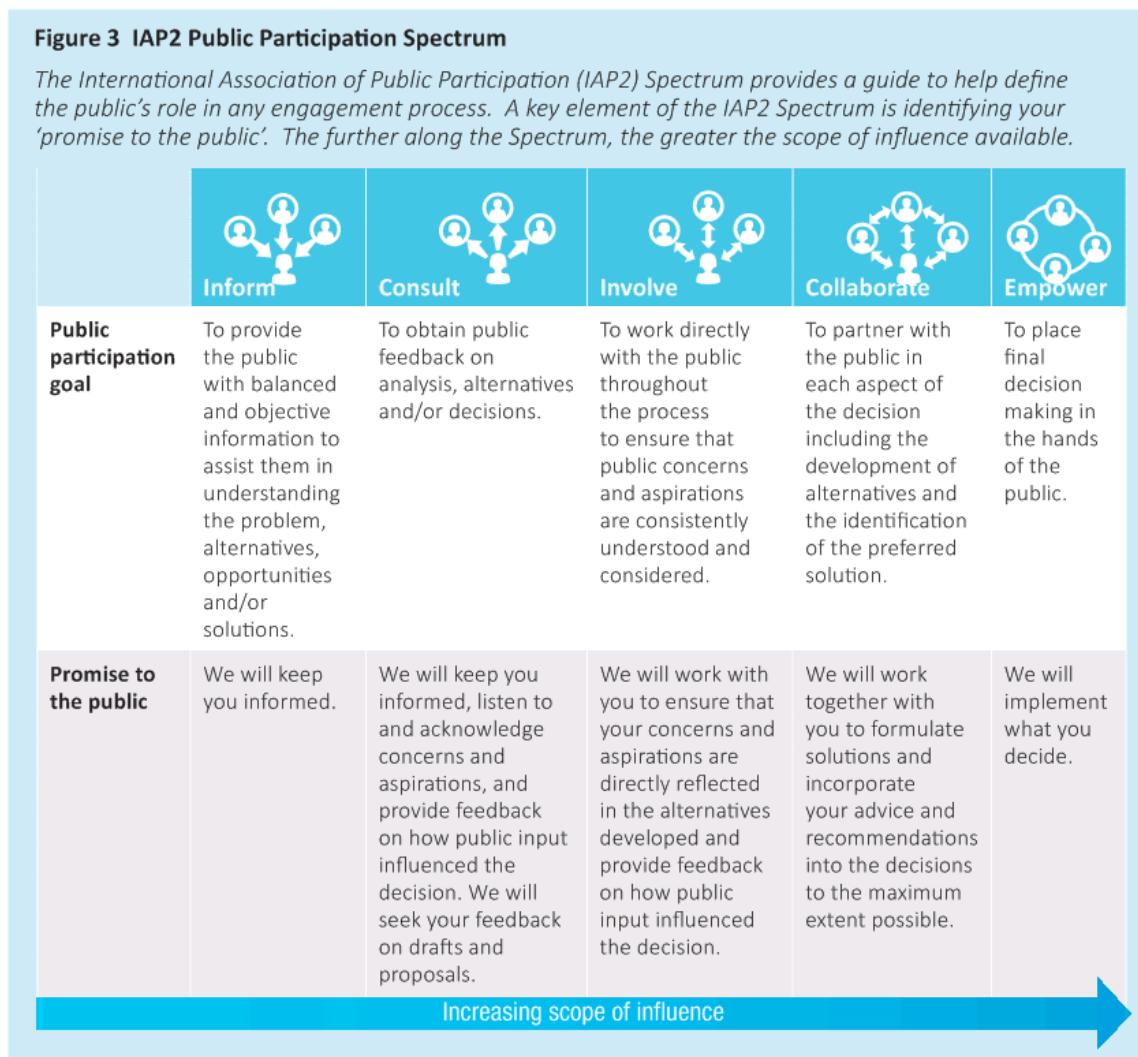 Figure 3 IAP2 Public Participation Spectrum
The International Association of Public Participation (IAP2) Spectrum provides a guide to help define
the public's role in any engagement process. A key element of the IAP2 Spectrum is identifying your
'promise to the public'. The further along the Spectrum, the greater the scope of influence available.
Inform
Consult
Involve
Collaborate
Empower
Public
participation
goal
To provide
the public
with balanced
and objective
information to
assist them in
understanding
the problem,
alternatives,
opportunities
and/or
solutions.
To obtain public
feedback on
analysis, alternatives
and/or decisions.
To work directly
with the public
throughout
the process
to ensure that
public concerns
and aspirations
are consistently
understood and
considered.
To partner with
the public in
each aspect of
the decision
including the
development of
alternatives and
the identification
of the preferred
solution.
To place
final
decision
making in
the hands
of the
public.
Promise to
the public
We will keep
you informed.
We will keep you
informed, listen to
and acknowledge
concerns and
aspirations, and
provide feedback
on how public input
influenced the
decision. We will
seek your feedback
on drafts and
proposals.
We will work with
you to ensure that
your concerns and
aspirations are
directly reflected
in the alternatives
developed and
provide feedback
on how public
input influenced
the decision.
We will work
together with
you to formulate
solutions and
incorporate
your advice and
recommendations
into the decisions
to the maximum
extent possible.
We will
implement
what you
decide.
Increasing scope of influence